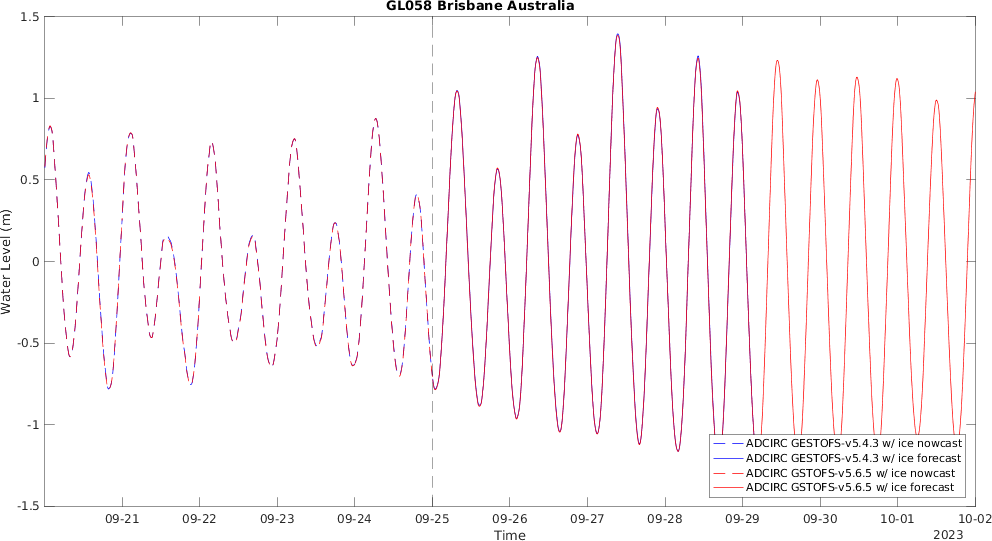 GL058 Brisbane Australia
1.5
1
0.5
0
-0.5
-1
-1.5
Water Level (m)
ADCIRC GESTOFS-v5.4.3 w/ ice nowcast
ADCIRC GESTOFS-v5.4.3 w/ ice forecast
ADCIRC GSTOFS-v5.6.5 w/ ice nowcast
ADCIRC GSTOFS-v5.6.5 w/ ice forecast
09-21 09-22 09-23 09-24 09-25 09-26 09-27 09-28 09-29 09-30 10-01 10-02
Time
2023